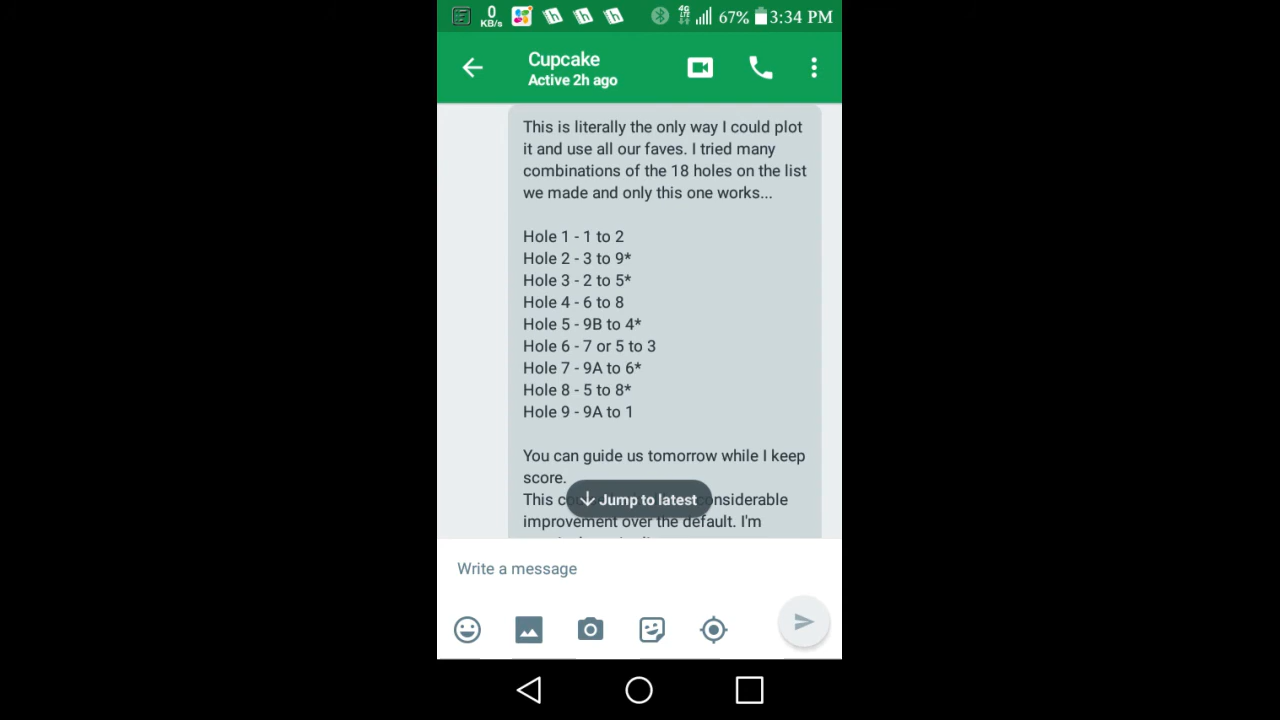 0
KB/s
4G
LTE
67%
3:34 PM
Cupcake
Active 2h ago
This is literally the only way I could plot
it and use all our faves. I tried many
combinations of the 18 holes on the list
we made and only this one works...
Hole 1 - 1 to 2
Hole 2 - 3 to 9*
Hole 3 - 2 to 5*
Hole 4 - 6 to 8
Hole 5 - 9B to 4*
Hole 6 - 7 or 5 to 3
Hole 7 - 9A to 6*
Hole 8 - 5 to 8*
Hole 9 - 9A to 1
You can guide us tomorrow while I keep
score.
This considerable
Jump to latest
improvement over the default. I'm
Write a message